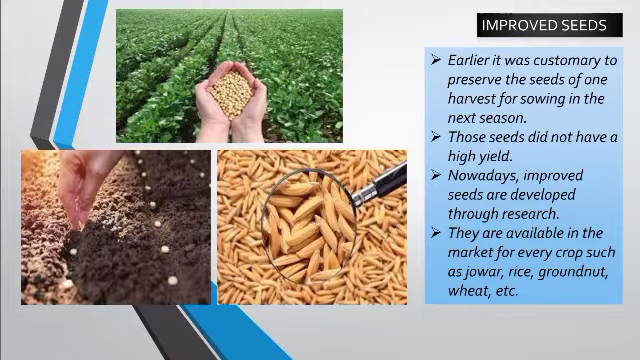 IMPROVED SEEDS
➢ Earlier it was customary to
preserve the seeds of one
harvest for sowing in the
next season.
➢ Those seeds did not have a
high yield.
➢ Nowadays, improved
seeds are developed
through research.
➢ They are available in the
market for every crop such
as jowar, rice, groundnut,
wheat, etc.